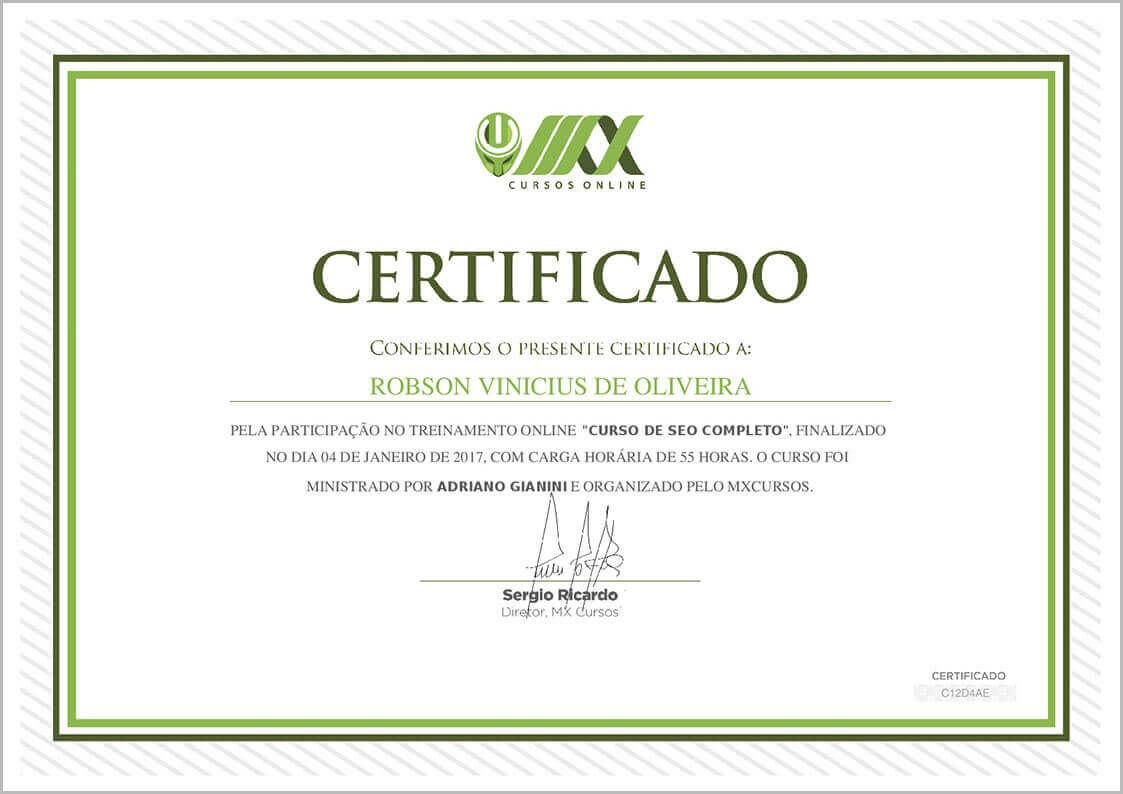 MX
CURSOS ONLINE
CERTIFICADO
CONFERIMOS O PRESENTE CERTIFICADO A:
ROBSON VINICIUS DE OLIVEIRA
PELA PARTICIPAÇÃO NO TREINAMENTO ONLINE "CURSO DE SEO COMPLETO", FINALIZADO
NO DIA 04 DE JANEIRO DE 2017, COM CARGA HORÁRIA DE 55 HORAS. O CURSO FOI
MINISTRADO POR ADRIANO GIANINI E ORGANIZADO PELO MXCURSOS.
Sergio Ricardo
Diretor, MX Cursos
CERTIFICADO
C12D4AE